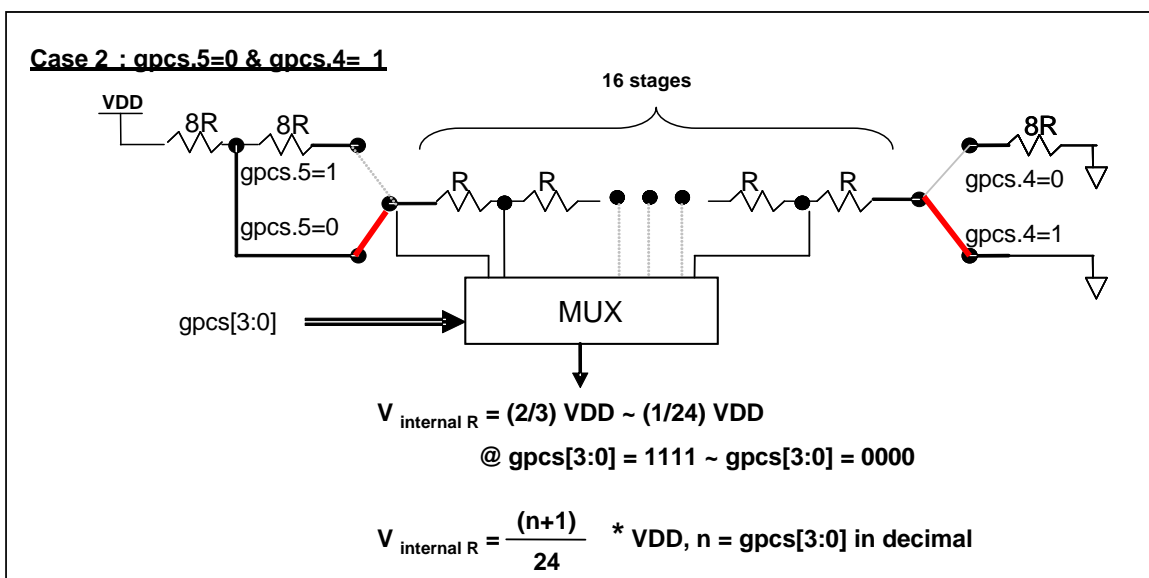 Case 2 : gpcs.5=0 & gpcs.4= 1
16 stages
VDD
8R 8R 8R
gpcs.5=1
R R R R
gpcs.4=0
gpcs.5=0
gpcs.4=1
gpcs[3:0]
MUX
V internal R = (2/3) VDD ~ (1/24) VDD
@ gpcs[3:0] = 1111 ~ gpcs[3:0] = 0000
V internal R = (n+1)/24 * VDD, n = gpcs[3:0] in decimal